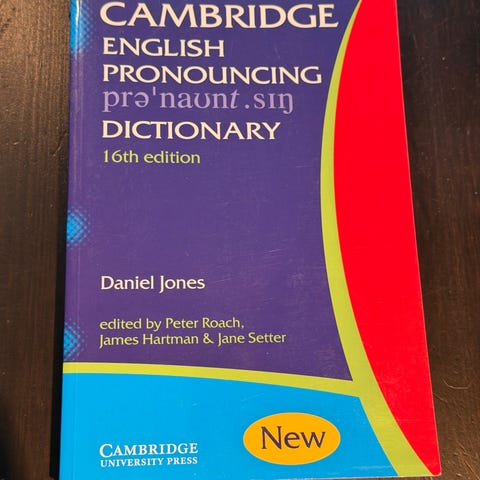 CAMBRIDGE
ENGLISH
PRONOUNCING
prəˈnaʊnt.sɪŋ
DICTIONARY
16th edition
Daniel Jones
edited by Peter Roach,
James Hartman & Jane Setter
CAMBRIDGE
UNIVERSITY PRESS
New